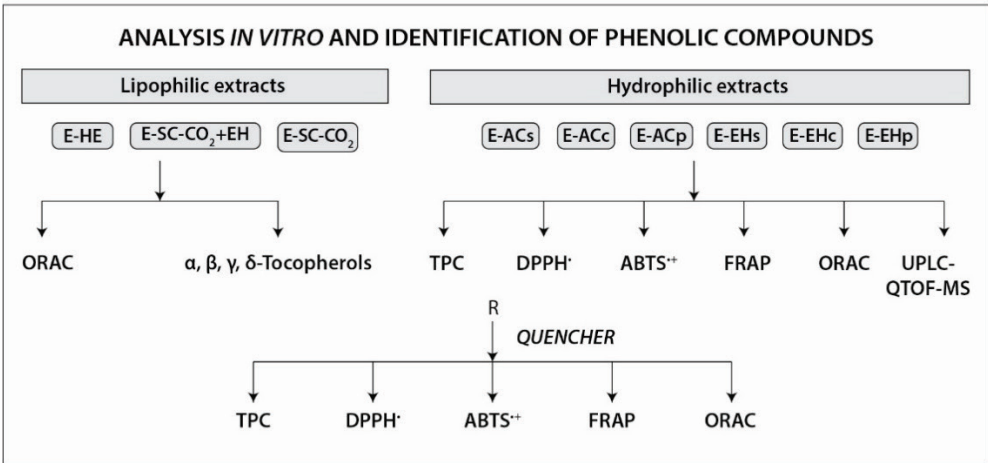 ANALYSIS IN VITRO AND IDENTIFICATION OF PHENOLIC COMPOUNDS
Lipophilic extracts
E-HE
E-SC-CO₂+EH
E-SC-CO₂
ORAC
α, β, γ, δ-Tocopherols
Hydrophilic extracts
E-ACs
E-ACc
E-ACp
E-EHs
E-EHc
E-EHp
TPC
DPPH•
ABTS•+
FRAP
ORAC
UPLC-
QTOF-MS
R
QUENCHER
TPC
DPPH•
ABTS•+
FRAP
ORAC